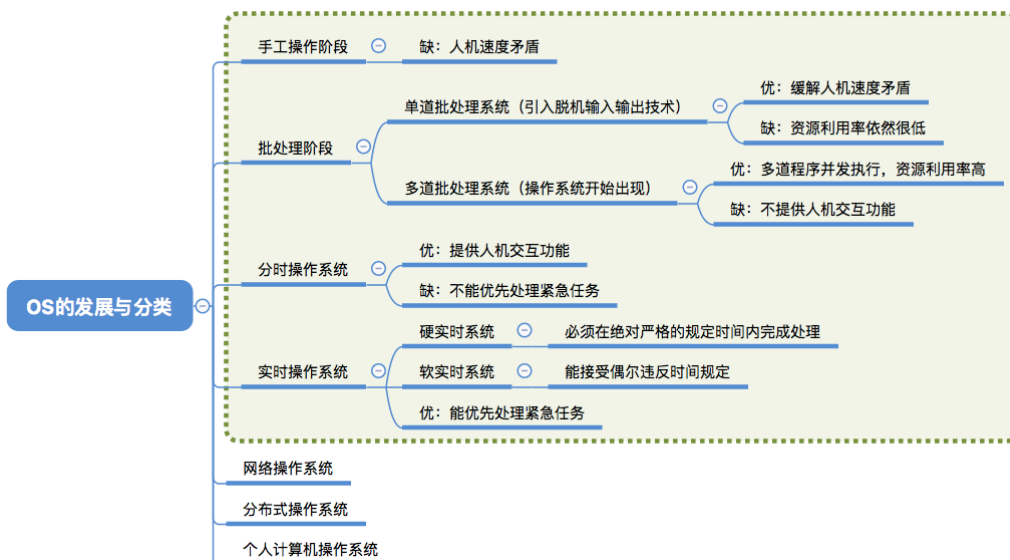 手工操作阶段
缺：人机速度矛盾
批处理阶段
单道批处理系统（引入脱机输入输出技术）
优：缓解人机速度矛盾
缺：资源利用率依然很低
多道批处理系统（操作系统开始出现）
优：多道程序并发执行，资源利用率高
缺：不提供人机交互功能
OS的发展与分类
分时操作系统
优：提供人机交互功能
缺：不能优先处理紧急任务
实时操作系统
硬实时系统
必须在绝对严格的规定时间内完成处理
软实时系统
能接受偶尔违反时间规定
优：能优先处理紧急任务
网络操作系统
分布式操作系统
个人计算机操作系统